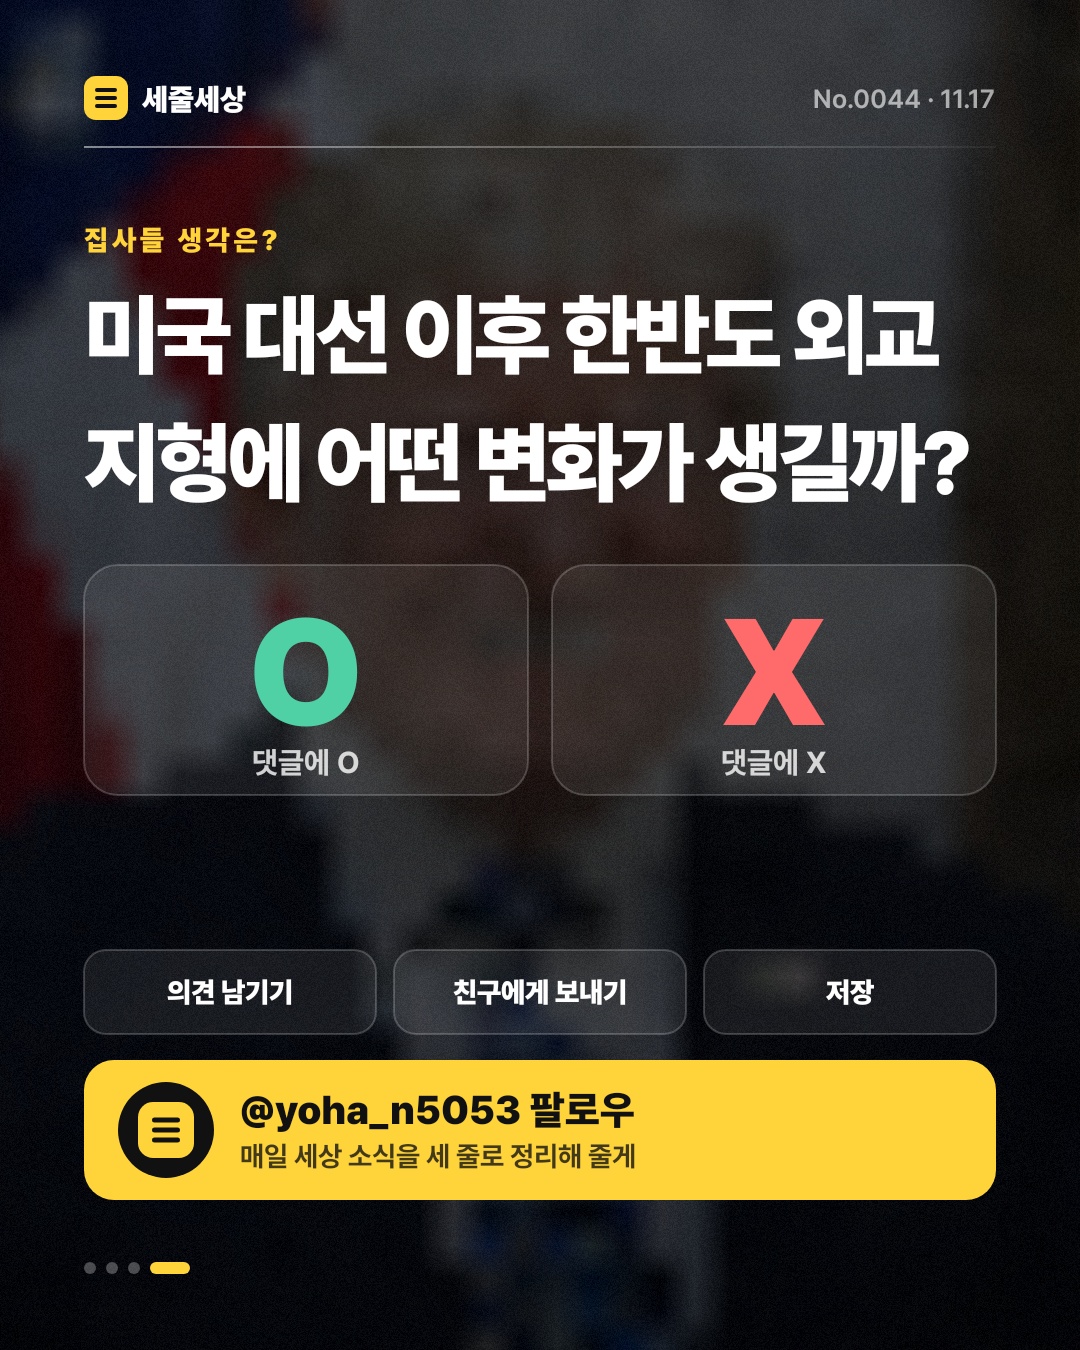 세줄세상
No.0044 · 11.17
집사들 생각은?
미국 대선 이후 한반도 외교
지형에 어떤 변화가 생길까?
O
댓글에 O
X
댓글에 X
의견 남기기
친구에게 보내기
저장
@yoha_n5053 팔로우
매일 세상 소식을 세 줄로 정리해 줄게